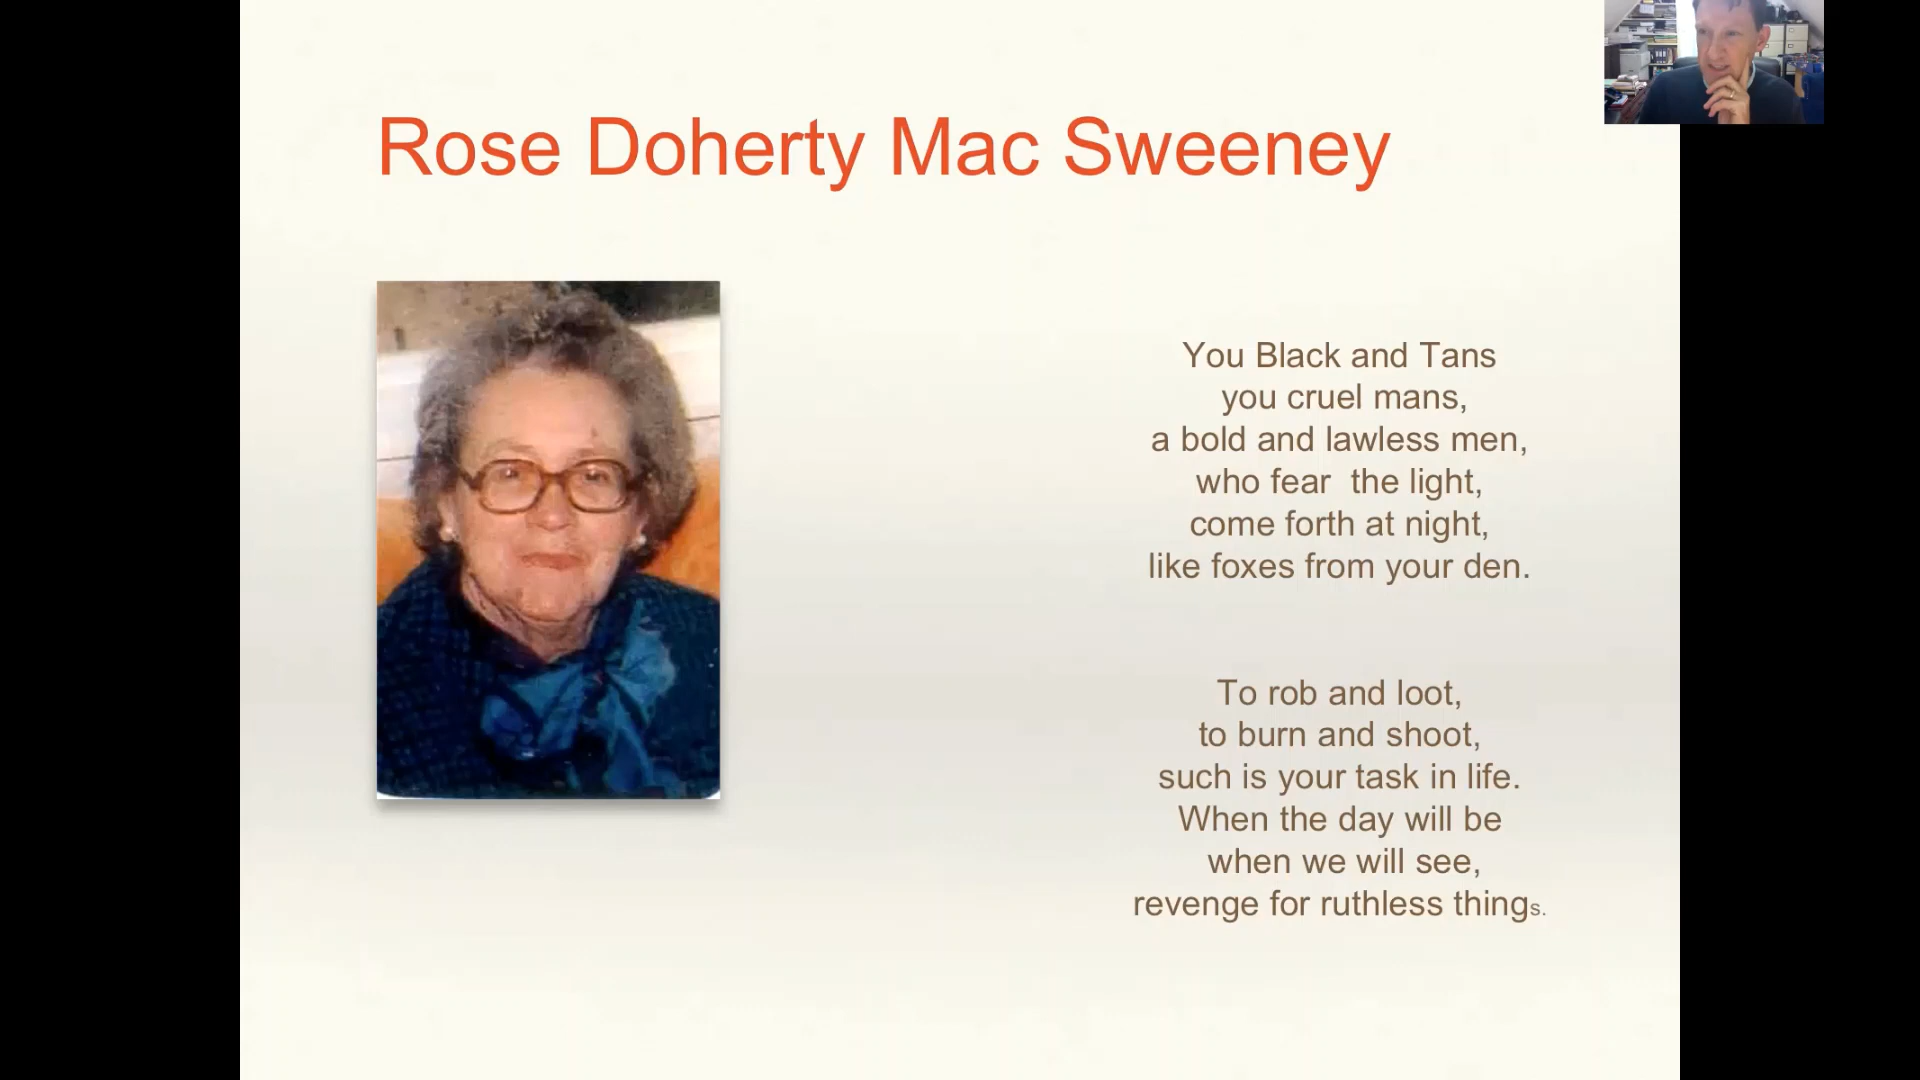 Rose Doherty Mac Sweeney
You Black and Tans
you cruel mans,
a bold and lawless men,
who fear  the light,
come forth at night,
like foxes from your den.
To rob and loot,
to burn and shoot,
such is your task in life.
When the day will be
when we will see,
revenge for ruthless things.